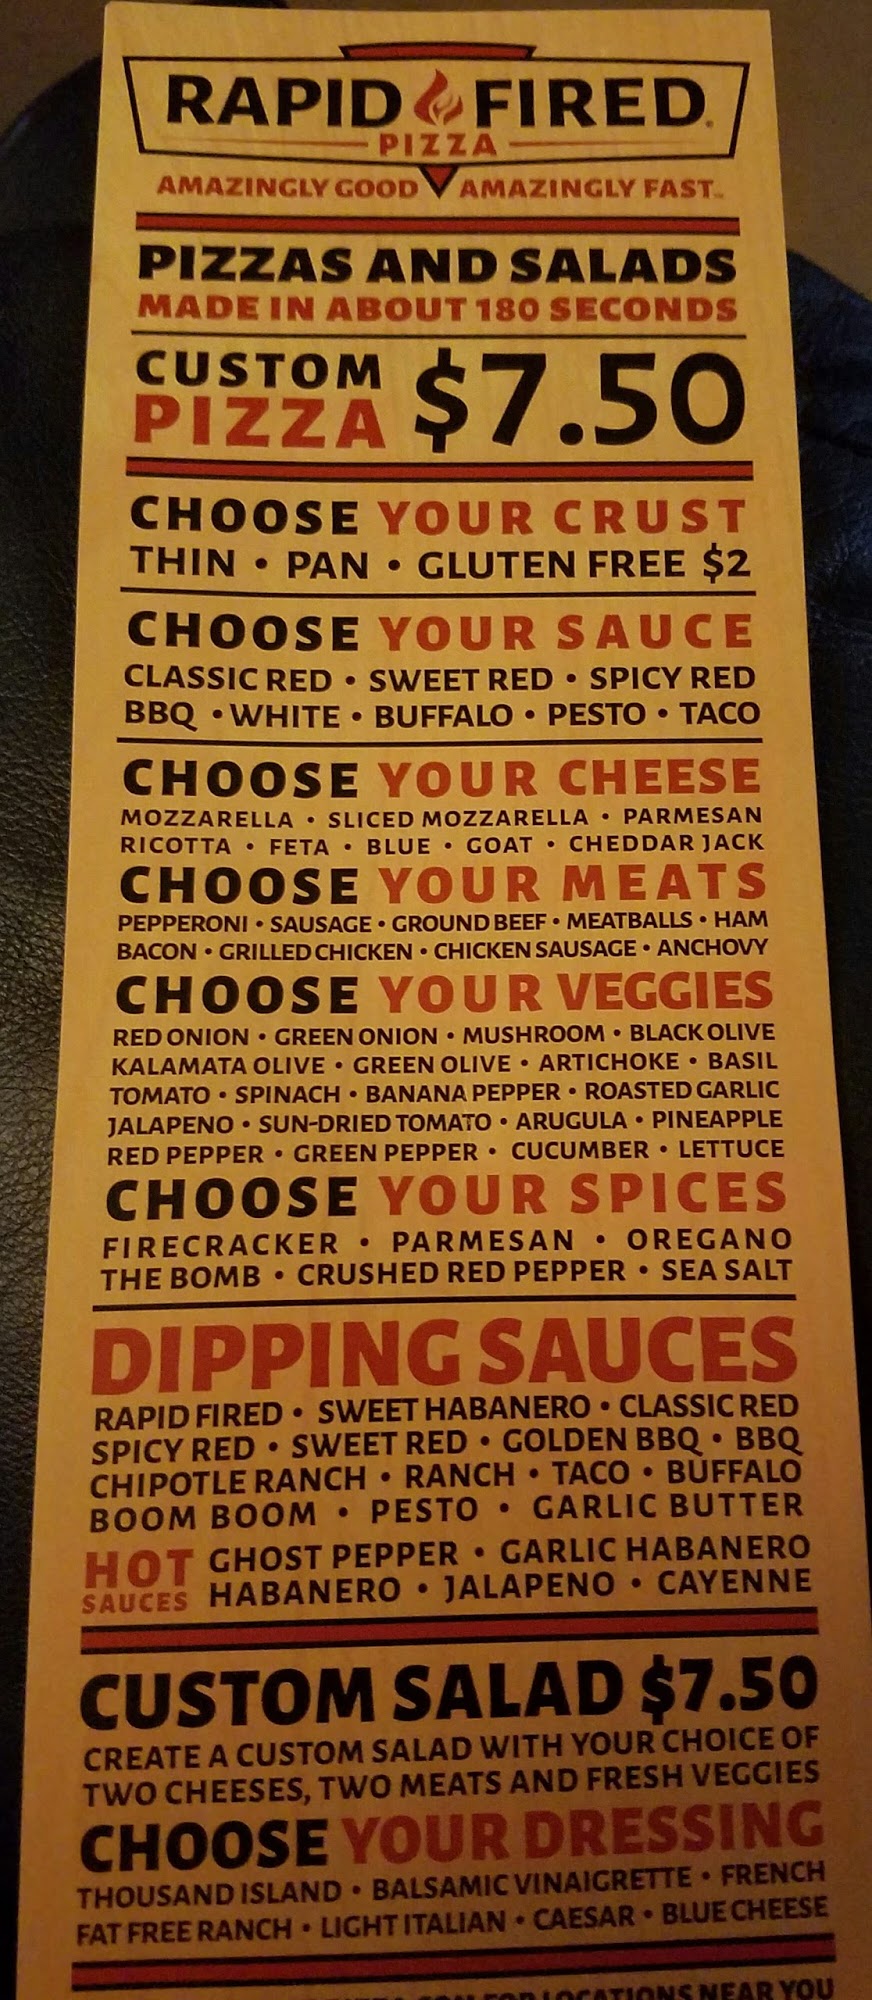 RAPID FIRED
PIZZA
AMAZINGLY GOOD AMAZINGLY FAST
PIZZAS AND SALADS
MADE IN ABOUT 180 SECONDS
CUSTOM
PIZZA $7.50
CHOOSE YOUR CRUST
THIN • PAN • GLUTEN FREE $2
CHOOSE YOUR SAUCE
CLASSIC RED • SWEET RED • SPICY RED
BBQ • WHITE • BUFFALO • PESTO • TACO
CHOOSE YOUR CHEESE
MOZZARELLA • SLICED MOZZARELLA • PARMESAN
RICOTTA • FETA • BLUE • GOAT • CHEDDAR JACK
CHOOSE YOUR MEATS
PEPPERONI • SAUSAGE • GROUND BEEF • MEATBALLS • HAM
BACON • GRILLED CHICKEN • CHICKEN SAUSAGE • ANCHOVY
CHOOSE YOUR VEGGIES
RED ONION • GREEN ONION • MUSHROOM • BLACK OLIVE
KALAMATA OLIVE • GREEN OLIVE • ARTICHOKE • BASIL
TOMATO • SPINACH • BANANA PEPPER • ROASTED GARLIC
JALAPENO • SUN-DRIED TOMATO • ARUGULA • PINEAPPLE
RED PEPPER • GREEN PEPPER • CUCUMBER • LETTUCE
CHOOSE YOUR SPICES
FIRECRACKER • PARMESAN • OREGANO
THE BOMB • CRUSHED RED PEPPER • SEA SALT
DIPPING SAUCES
RAPID FIRED • SWEET HABANERO • CLASSIC RED
SPICY RED • SWEET RED • GOLDEN BBQ • BBQ
CHIPOTLE RANCH • RANCH • TACO • BUFFALO
BOOM BOOM • PESTO • GARLIC BUTTER
HOT GHOST PEPPER • GARLIC HABANERO
SAUCES HABANERO • JALAPENO • CAYENNE
CUSTOM SALAD $7.50
CREATE A CUSTOM SALAD WITH YOUR CHOICE OF
TWO CHEESES, TWO MEATS AND FRESH VEGGIES
CHOOSE YOUR DRESSING
THOUSAND ISLAND • BALSAMIC VINAIGRETTE • FRENCH
FAT FREE RANCH • LIGHT ITALIAN • CAESAR • BLUE CHEESE
FOR LOCATIONS NEAR YOU